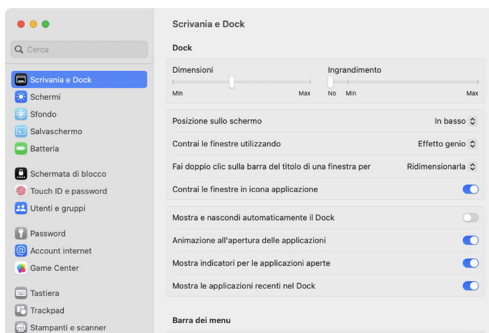 Cerca
Scrivania e Dock
Schermi
Sfondo
Salvaschermo
Batteria
Schermata di blocco
Touch ID e password
Utenti e gruppi
Password
Account internet
Game Center
Tastiera
Trackpad
Stampanti e scanner
Scrivania e Dock
Dock
Dimensioni Ingrandimento
Min Max No Min Max
Posizione sullo schermo In basso
Contrai le finestre utilizzando Effetto genio
Fai doppio clic sulla barra del titolo di una finestra per Ridimensionarla
Contrai le finestre in icona applicazione
Mostra e nascondi automaticamente il Dock
Animazione all'apertura delle applicazioni
Mostra indicatori per le applicazioni aperte
Mostra le applicazioni recenti nel Dock
Barra dei menu